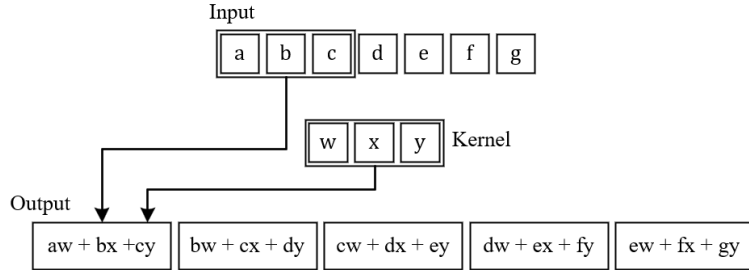 Input
a b c d e f g
w x y Kernel
Output
aw + bx +cy bw + cx + dy cw + dx + ey dw + ex + fy ew + fx + gy